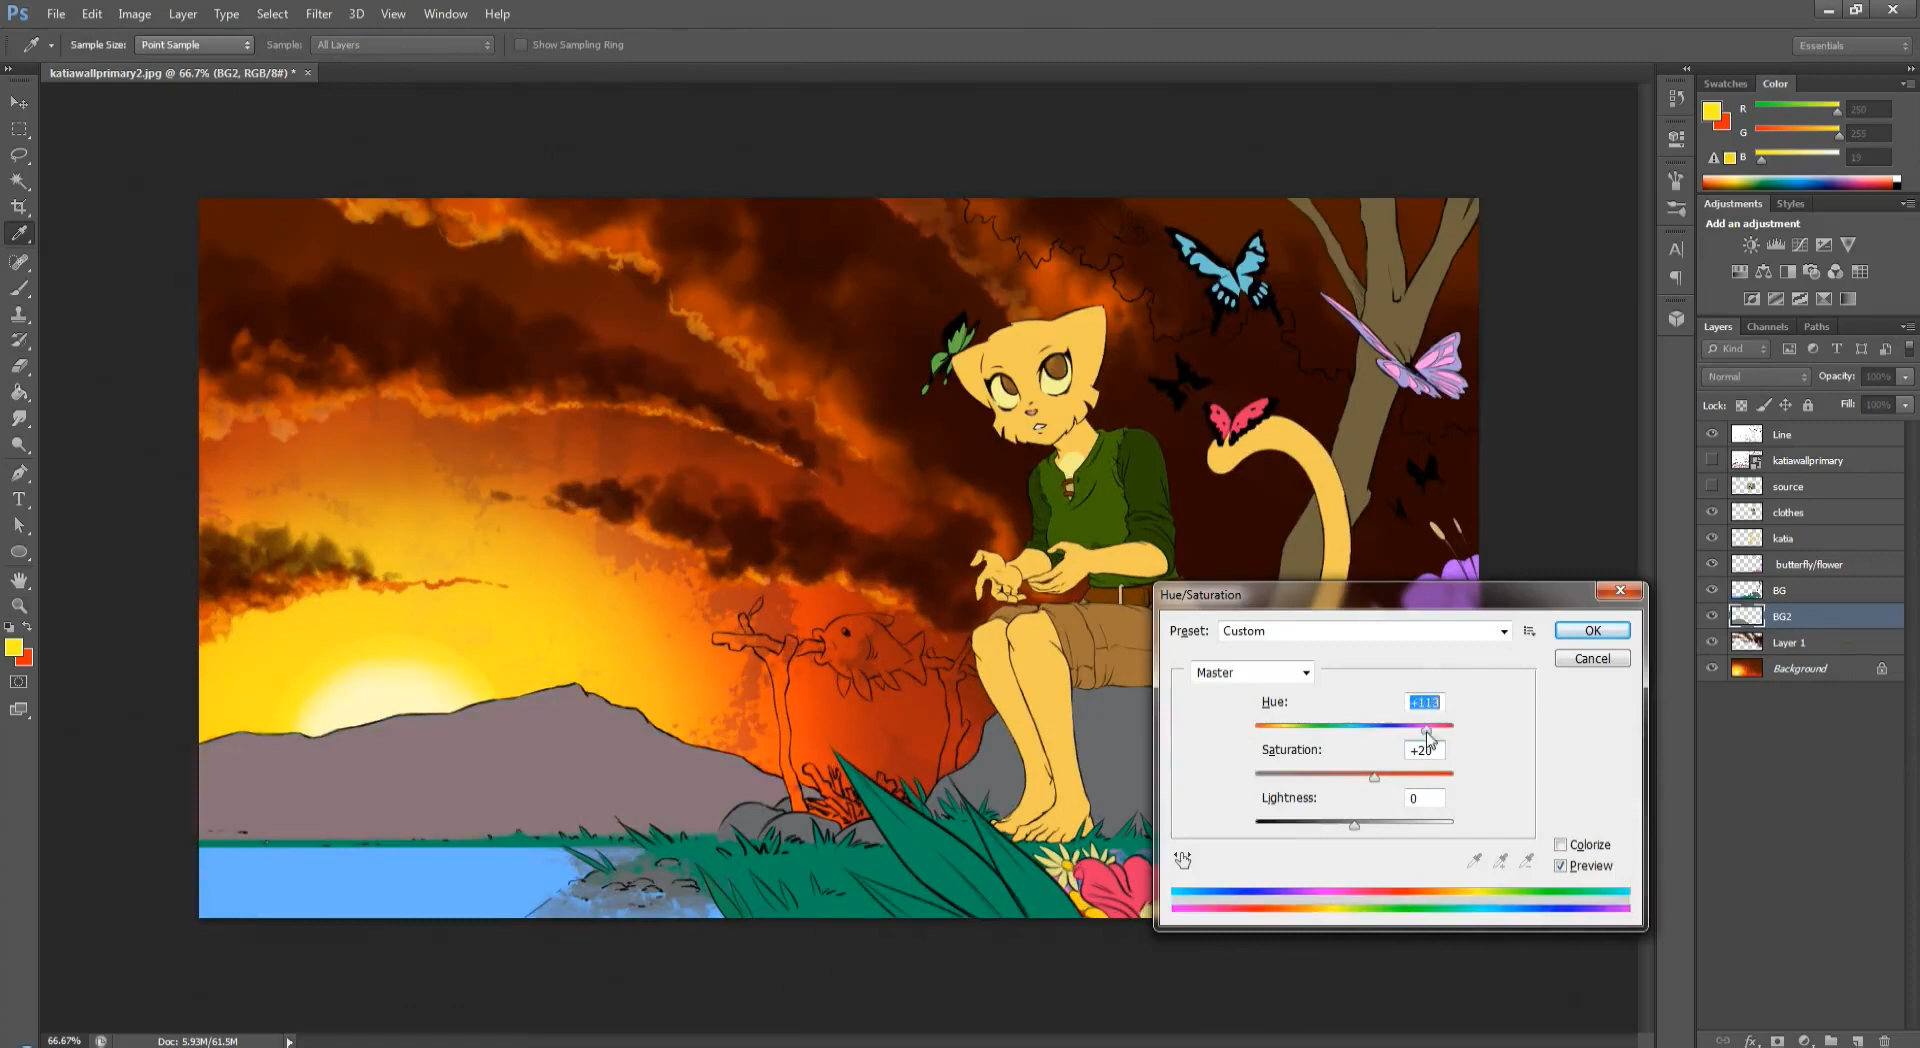 Ps File Edit Image Layer Type Select Filter 3D View Window Help
Sample Size: Point Sample Sample: All Layers Show Sampling Ring Essentials
katiawallprimary2.jpg @ 66.7% (BG2, RGB/8#) * ×
Swatches Color
R 250
G 255
B 19
Adjustments Styles
Add an adjustment
Layers Channels Paths
Kind
Normal Opacity: 100%
Lock: Fill: 100%
Line
katiawallprimary
source
clothes
katia
butterfly/flower
BG
BG2
Layer 1
Background
Hue/Saturation
Preset: Custom OK
Cancel
Master
Hue: +113
Saturation: +20
Lightness: 0
Colorize
Preview
66.67% Doc: 5.93M/61.5M